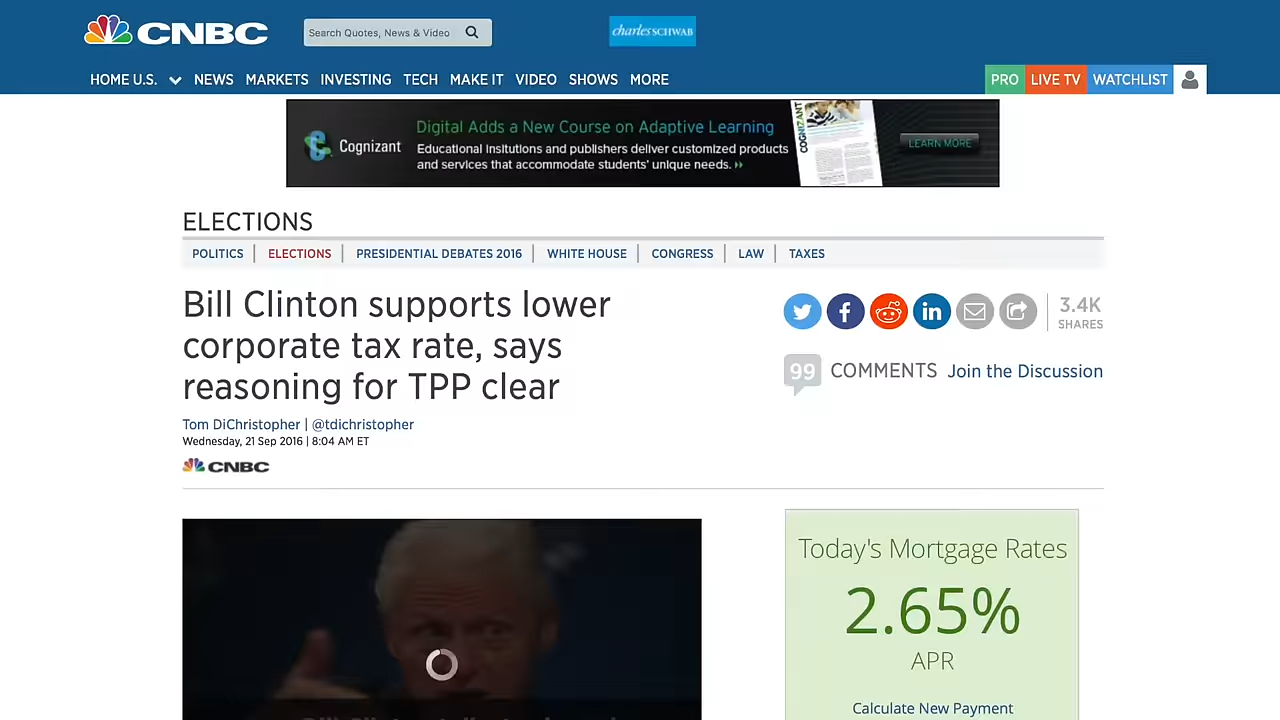 CNBC
Search Quotes, News & Video
charles SCHWAB
HOME U.S. NEWS MARKETS INVESTING TECH MAKE IT VIDEO SHOWS MORE
PRO LIVE TV WATCHLIST
Cognizant
Digital Adds a New Course on Adaptive Learning
Educational Insitutions and publishers deliver customized products
and services that accommodate students' unique needs.
COGNIZANT
LEARN MORE
ELECTIONS
POLITICS | ELECTIONS | PRESIDENTIAL DEBATES 2016 | WHITE HOUSE | CONGRESS | LAW | TAXES
Bill Clinton supports lower
corporate tax rate, says
reasoning for TPP clear
Tom DiChristopher | @tdichristopher
Wednesday, 21 Sep 2016 | 8:04 AM ET
CNBC
3.4K
SHARES
99 COMMENTS Join the Discussion
Today's Mortgage Rates
2.65%
APR
Calculate New Payment